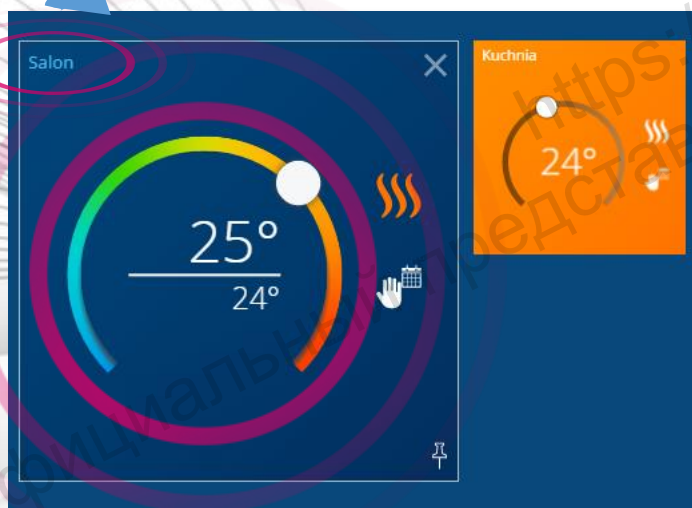 Salon
Kuchnia
25°
24°
24°
https:/
официальный представ